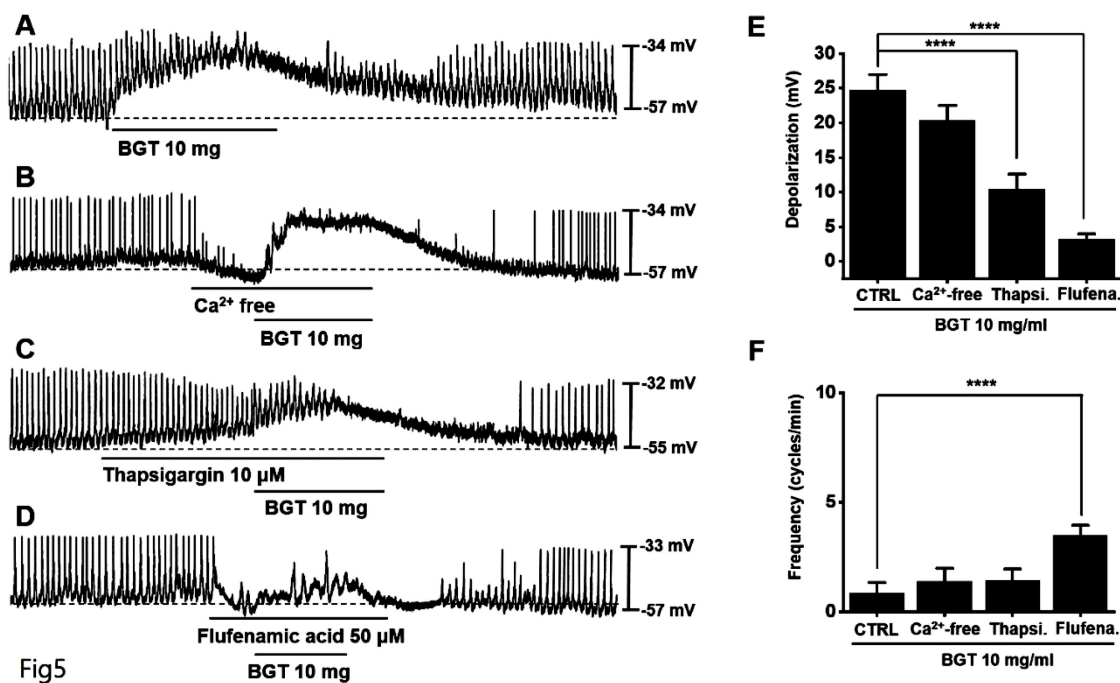 A
-34 mV
-57 mV
BGT 10 mg
B
-34 mV
-57 mV
Ca²⁺ free
BGT 10 mg
C
-32 mV
-55 mV
Thapsigargin 10 µM
BGT 10 mg
D
-33 mV
-57 mV
Flufenamic acid 50 µM
BGT 10 mg
Fig5
E
****
****
Depolarization (mV)
30
25
20
15
10
5
0
CTRL Ca²⁺-free Thapsi. Flufena.
BGT 10 mg/ml
F
****
Frequency (cycles/min)
10
5
0
CTRL Ca²⁺-free Thapsi. Flufena.
BGT 10 mg/ml